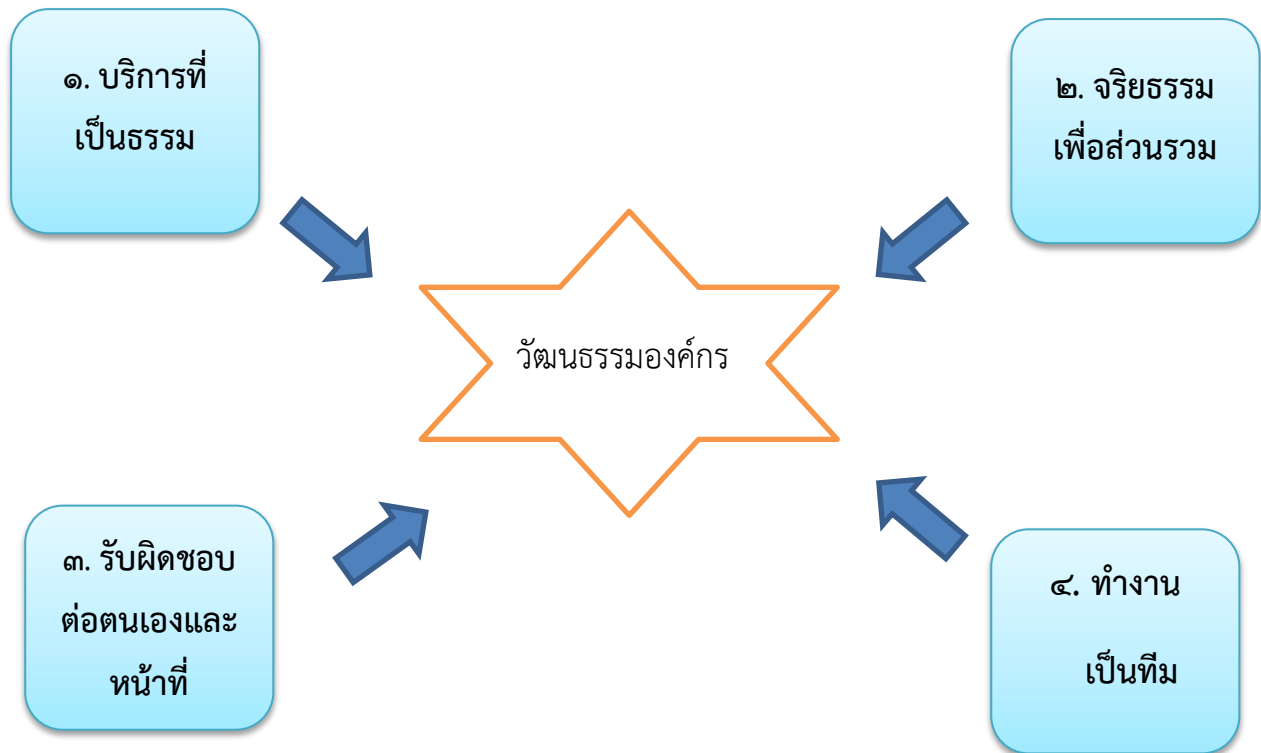 ๑. บริการที่
เป็นธรรม
๒. จริยธรรม
เพื่อส่วนรวม
วัฒนธรรมองค์กร
๓. รับผิดชอบ
ต่อตนเองและ
หน้าที่
๔. ทำงาน
เป็นทีม